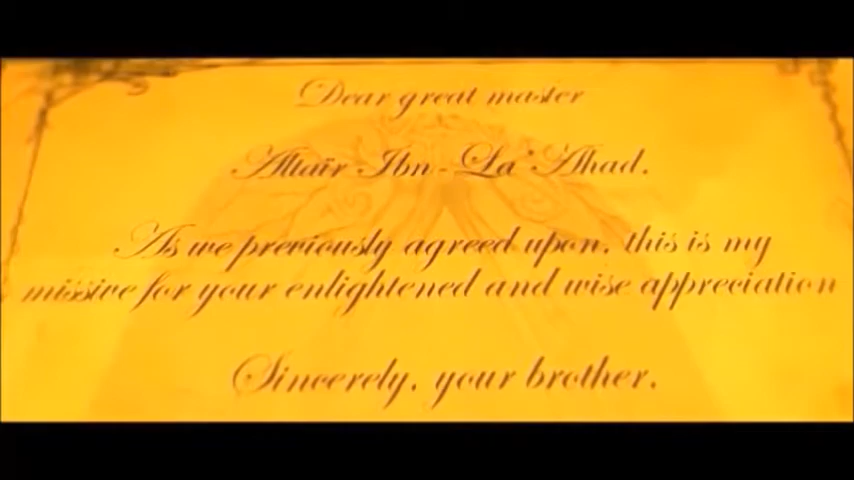 Dear great master
Altaïr Ibn-La'Ahad.
As we previously agreed upon, this is my
missive for your enlightened and wise appreciation
Sincerely, your brother.